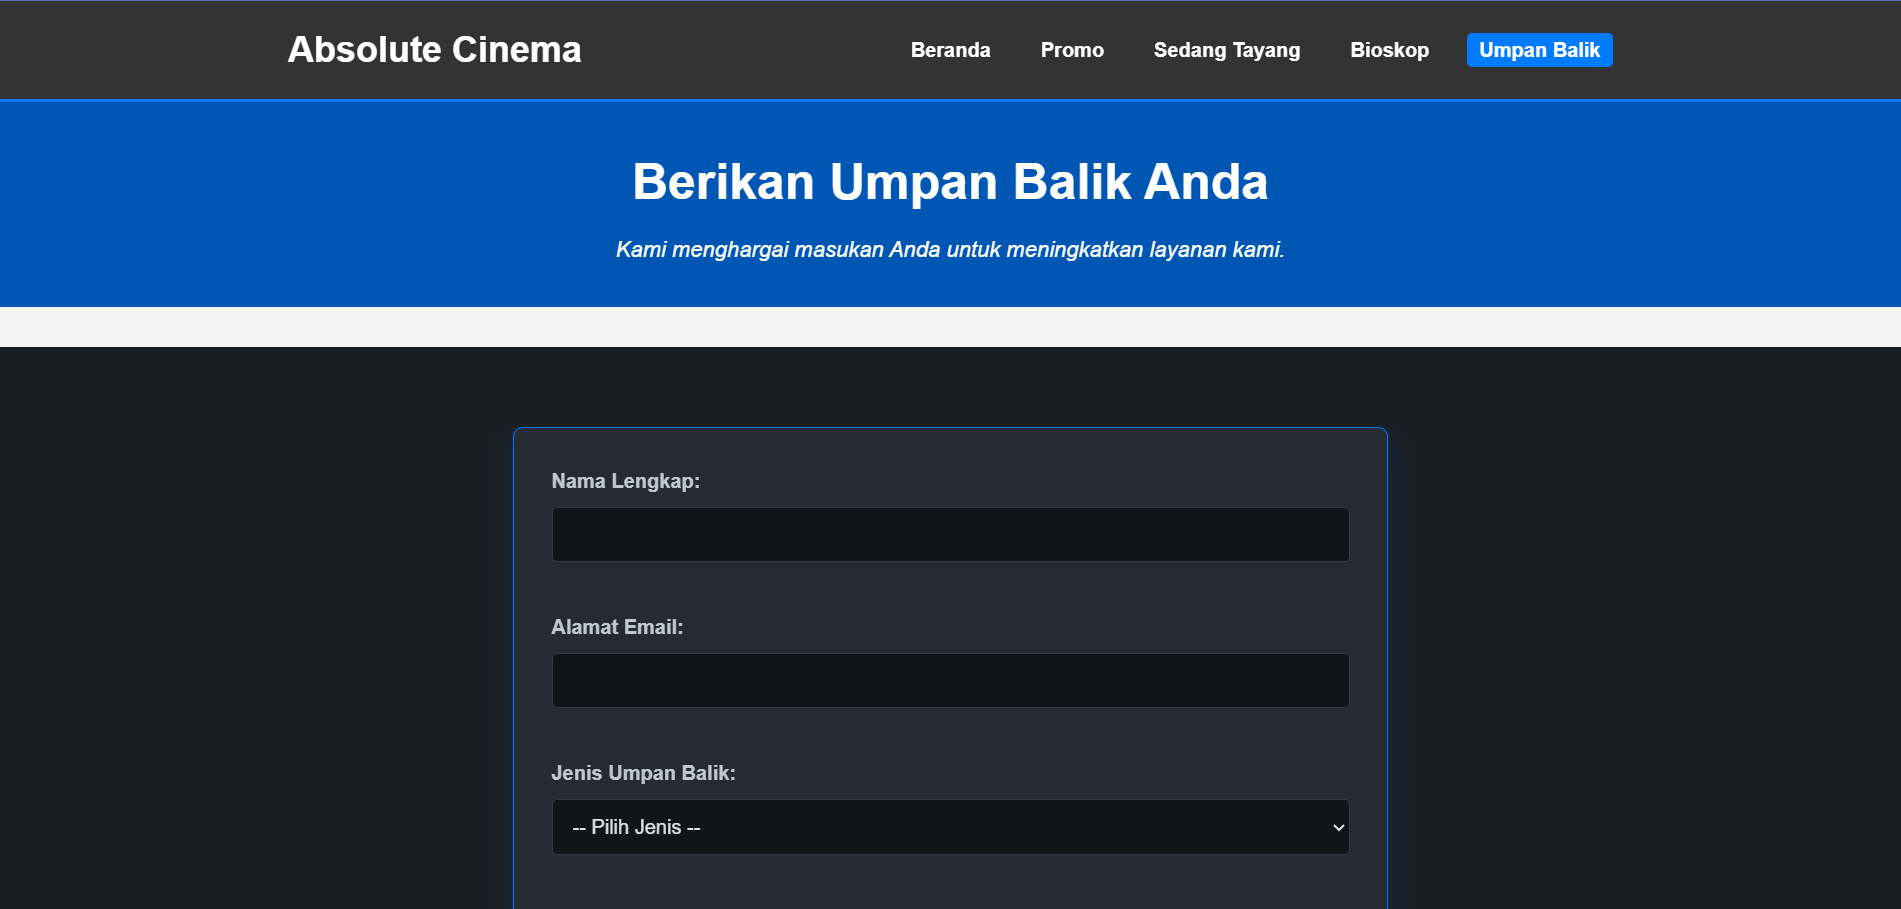 Absolute Cinema
Beranda Promo Sedang Tayang Bioskop Umpan Balik
Berikan Umpan Balik Anda
Kami menghargai masukan Anda untuk meningkatkan layanan kami.
Nama Lengkap:
Alamat Email:
Jenis Umpan Balik:
-- Pilih Jenis --